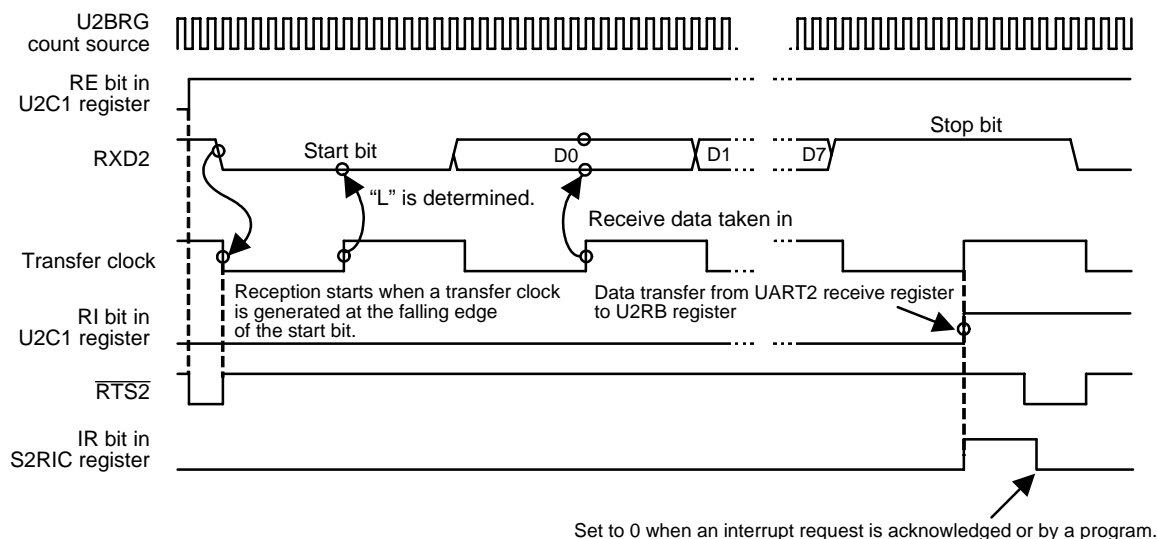 U2BRG
count source
RE bit in
U2C1 register
RXD2
Start bit
D0
D1
D7
Stop bit
“L” is determined.
Receive data taken in
Transfer clock
Reception starts when a transfer clock
is generated at the falling edge
of the start bit.
Data transfer from UART2 receive register
to U2RB register
RI bit in
U2C1 register
RTS2
IR bit in
S2RIC register
Set to 0 when an interrupt request is acknowledged or by a program.